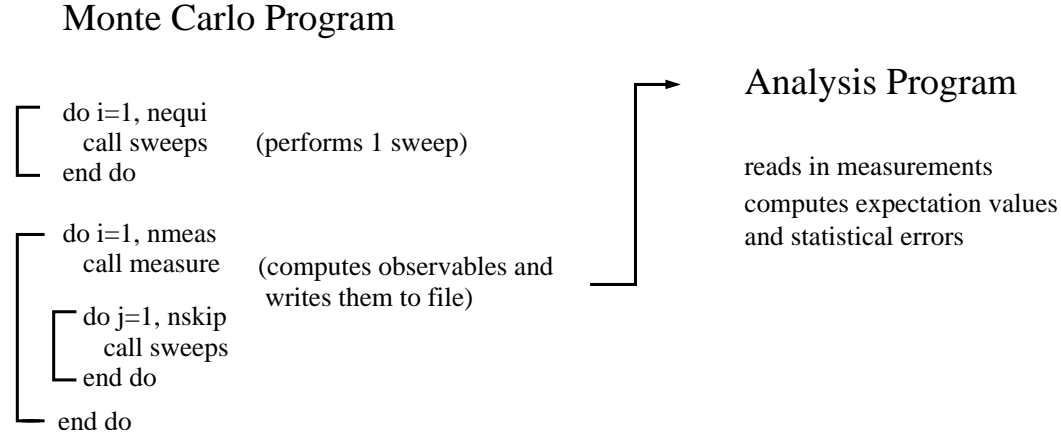 Monte Carlo Program
do i=1, nequi
call sweeps (performs 1 sweep)
end do
do i=1, nmeas
call measure (computes observables and
writes them to file)
do j=1, nskip
call sweeps
end do
end do
Analysis Program
reads in measurements
computes expectation values
and statistical errors